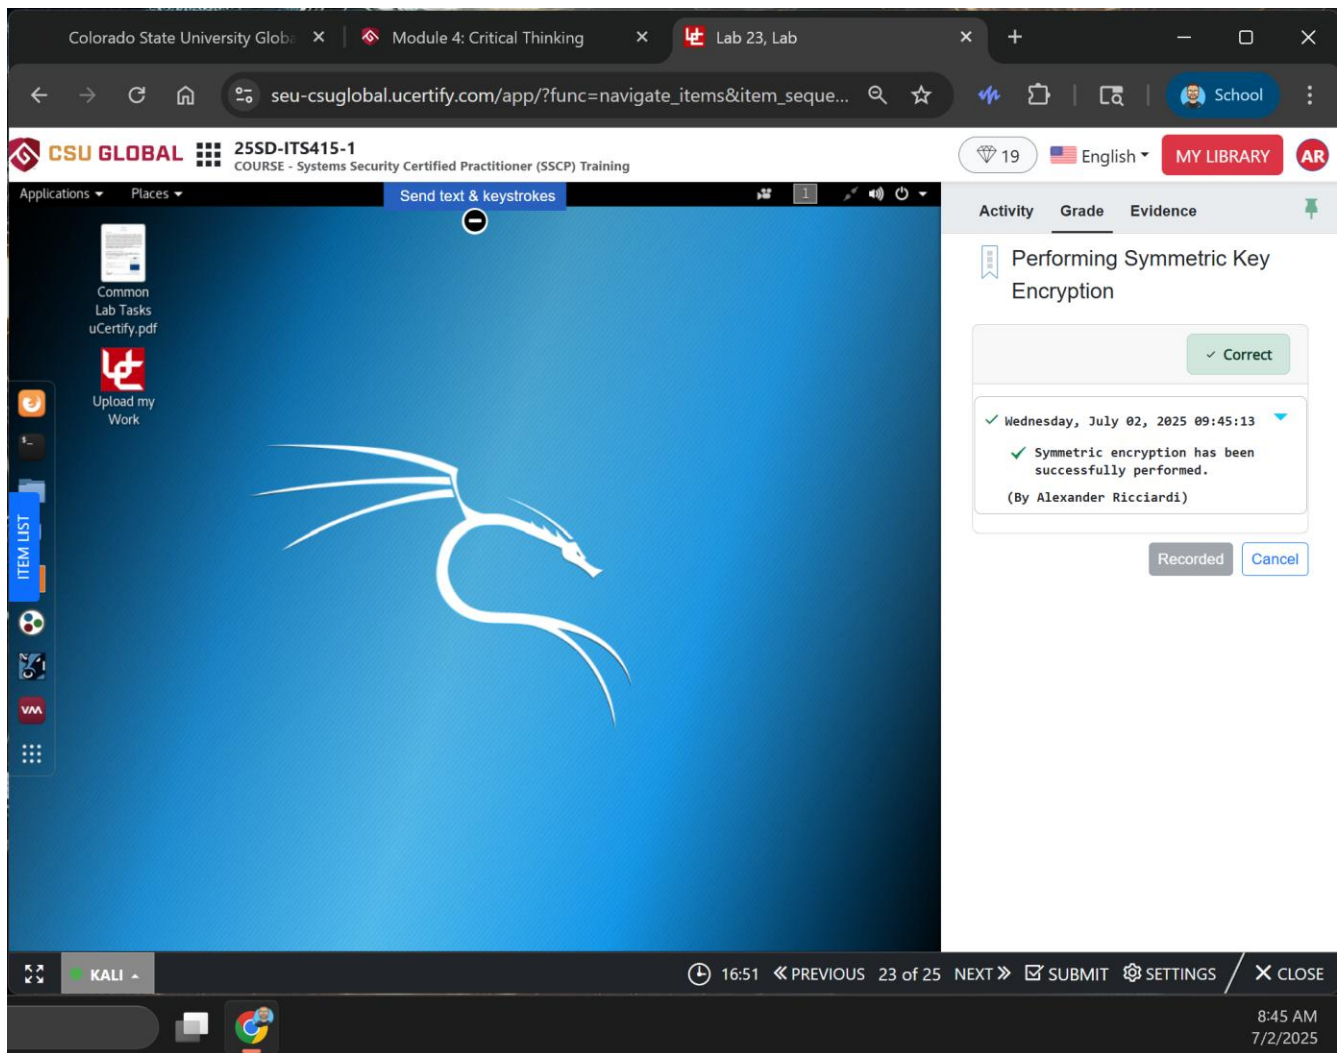 Colorado State University Globa
Module 4: Critical Thinking
Lab 23, Lab
seu-csuglobal.ucertify.com/app/?func=navigate_items&item_seque...
School
CSU GLOBAL
25SD-ITS415-1
COURSE - Systems Security Certified Practitioner (SSCP) Training
19
English
MY LIBRARY
AR
Applications
Places
Send text & keystrokes
1
Common
Lab Tasks
uCertify.pdf
Upload my
Work
ITEM LIST
Activity
Grade
Evidence
Performing Symmetric Key
Encryption
Correct
Wednesday, July 02, 2025 09:45:13
Symmetric encryption has been
successfully performed.
(By Alexander Ricciardi)
Recorded
Cancel
KALI
16:51
PREVIOUS
23 of 25
NEXT
SUBMIT
SETTINGS
CLOSE
8:45 AM
7/2/2025